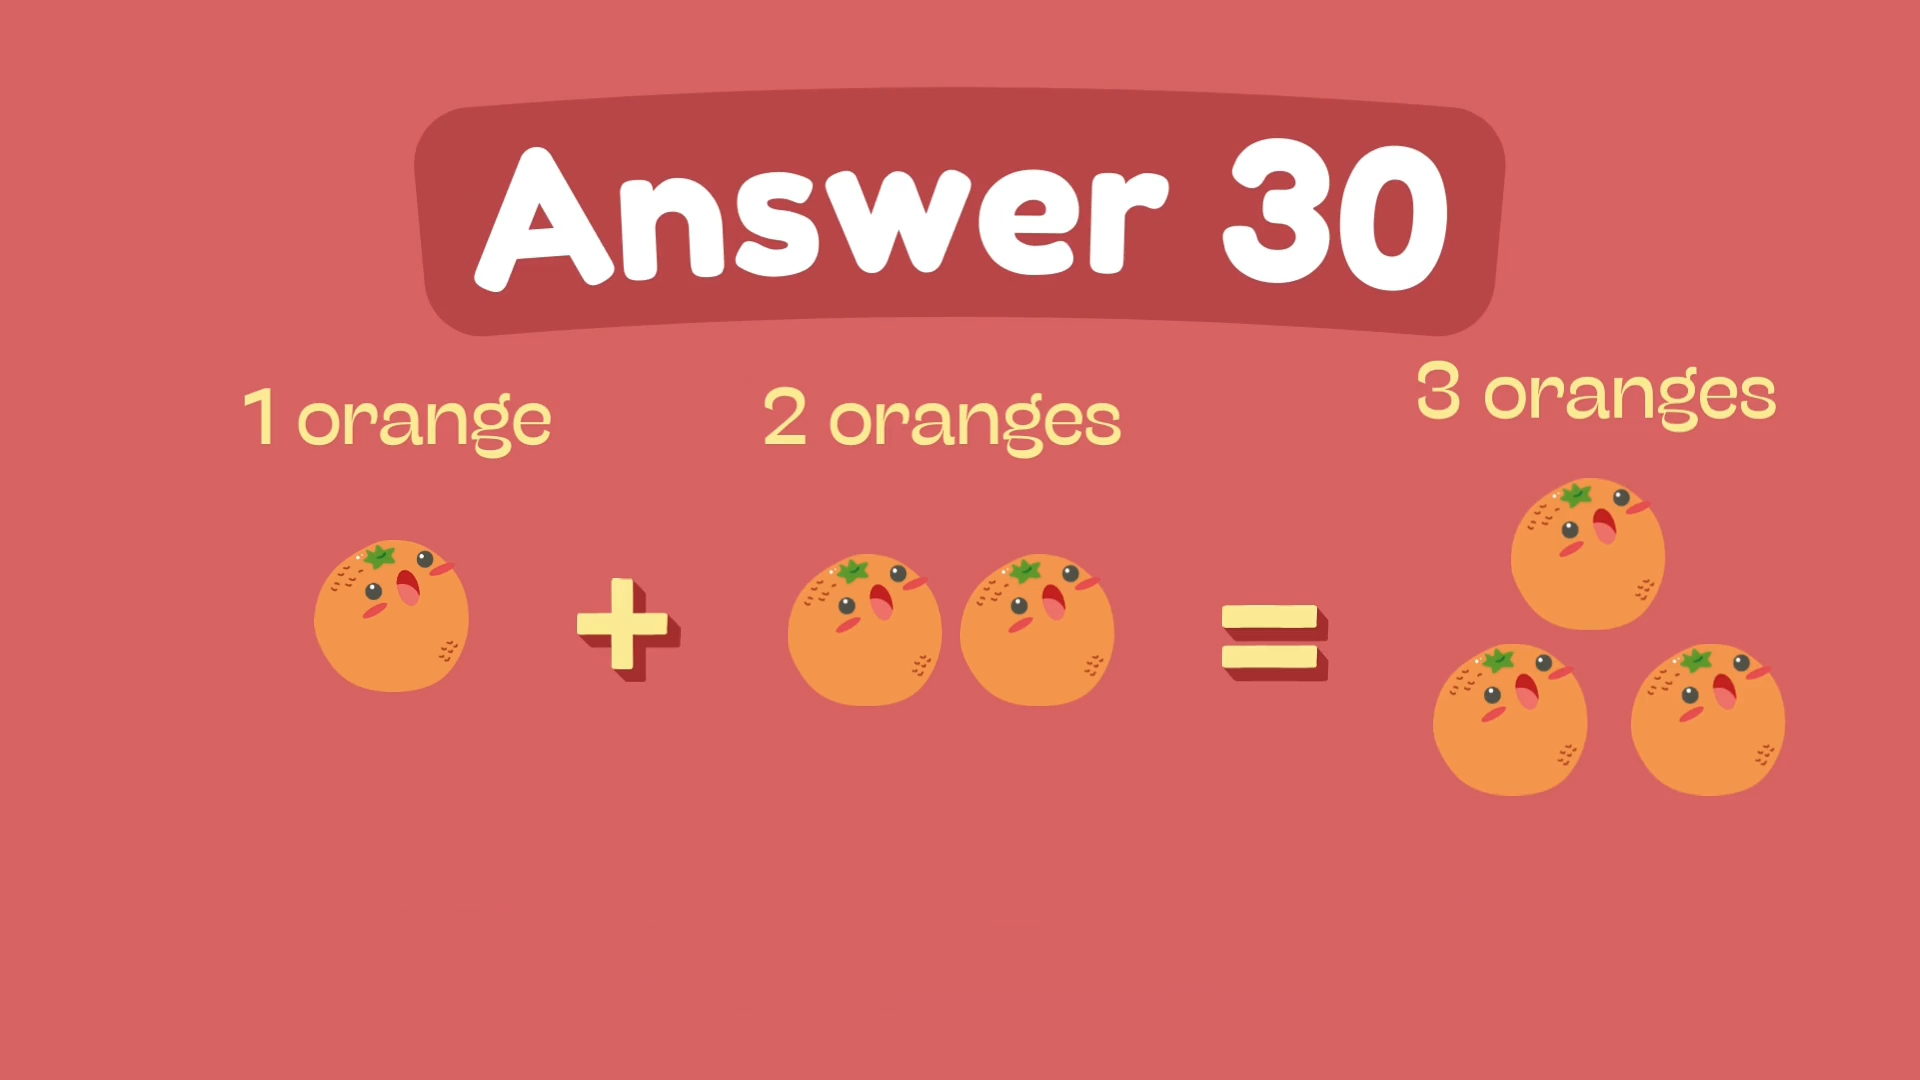 Answer 30
1 orange
2 oranges
3 oranges
+
=